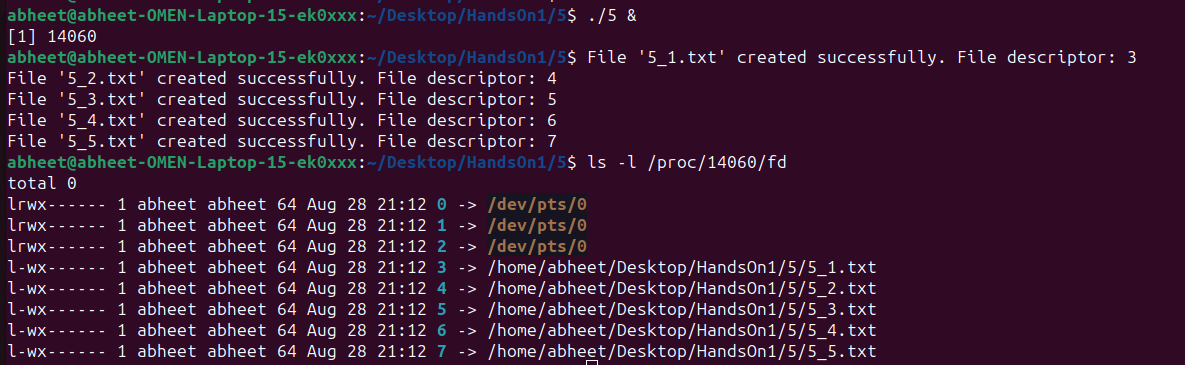 abheet@abheet-OMEN-Laptop-15-ek0xxx:~/Desktop/HandsOn1/5$ ./5 &
[1] 14060
abheet@abheet-OMEN-Laptop-15-ek0xxx:~/Desktop/HandsOn1/5$ File '5_1.txt' created successfully. File descriptor: 3
File '5_2.txt' created successfully. File descriptor: 4
File '5_3.txt' created successfully. File descriptor: 5
File '5_4.txt' created successfully. File descriptor: 6
File '5_5.txt' created successfully. File descriptor: 7
abheet@abheet-OMEN-Laptop-15-ek0xxx:~/Desktop/HandsOn1/5$ ls -l /proc/14060/fd
total 0
lrwx------ 1 abheet abheet 64 Aug 28 21:12 0 -> /dev/pts/0
lrwx------ 1 abheet abheet 64 Aug 28 21:12 1 -> /dev/pts/0
lrwx------ 1 abheet abheet 64 Aug 28 21:12 2 -> /dev/pts/0
l-wx------ 1 abheet abheet 64 Aug 28 21:12 3 -> /home/abheet/Desktop/HandsOn1/5/5_1.txt
l-wx------ 1 abheet abheet 64 Aug 28 21:12 4 -> /home/abheet/Desktop/HandsOn1/5/5_2.txt
l-wx------ 1 abheet abheet 64 Aug 28 21:12 5 -> /home/abheet/Desktop/HandsOn1/5/5_3.txt
l-wx------ 1 abheet abheet 64 Aug 28 21:12 6 -> /home/abheet/Desktop/HandsOn1/5/5_4.txt
l-wx------ 1 abheet abheet 64 Aug 28 21:12 7 -> /home/abheet/Desktop/HandsOn1/5/5_5.txt